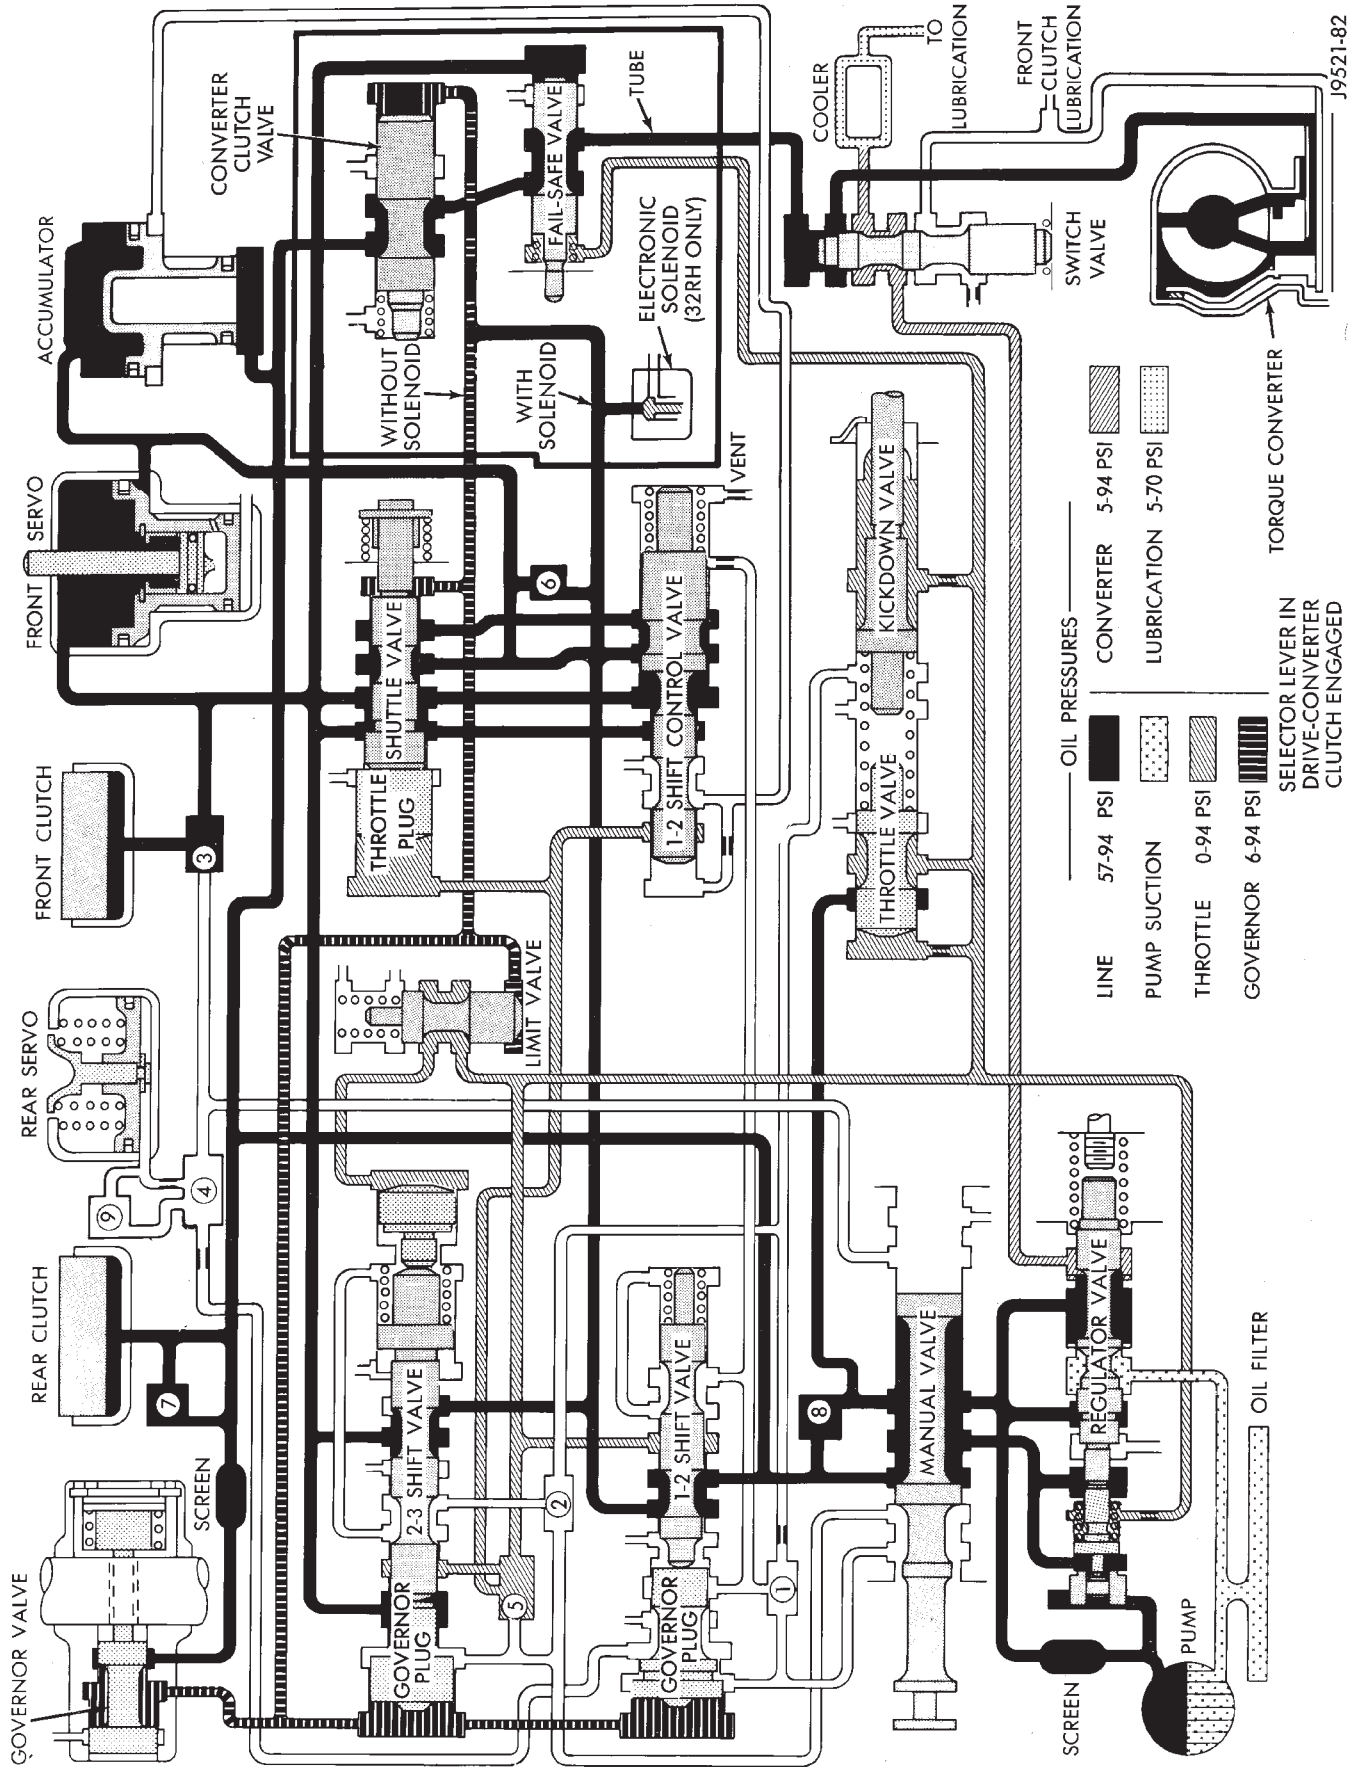 GOVERNOR VALVE
REAR CLUTCH
REAR SERVO
FRONT CLUTCH
FRONT SERVO
ACCUMULATOR
9
7
4
3
SCREEN
CONVERTER
CLUTCH
VALVE
GOVERNOR
PLUG
2-3 SHIFT VALVE
THROTTLE
PLUG
SHUTTLE VALVE
WITHOUT
SOLENOID
5
2
LIMIT VALVE
6
WITH
SOLENOID
FAIL-SAFE VALVE
TUBE
ELECTRONIC
SOLENOID
(32RH ONLY)
GOVERNOR
PLUG
1-2 SHIFT VALVE
1-2 SHIFT CONTROL VALVE
VENT
1
8
THROTTLE VALVE
KICKDOWN VALVE
COOLER
TO
LUBRICATION
FRONT
CLUTCH
LUBRICATION
MANUAL VALVE
SWITCH
VALVE
SCREEN
REGULATOR VALVE
PUMP
OIL FILTER
OIL PRESSURES
LINE 57-94 PSI
CONVERTER 5-94 PSI
PUMP SUCTION
LUBRICATION 5-70 PSI
THROTTLE 0-94 PSI
GOVERNOR 6-94 PSI
TORQUE CONVERTER
SELECTOR LEVER IN
DRIVE-CONVERTER
CLUTCH ENGAGED
J9521-82